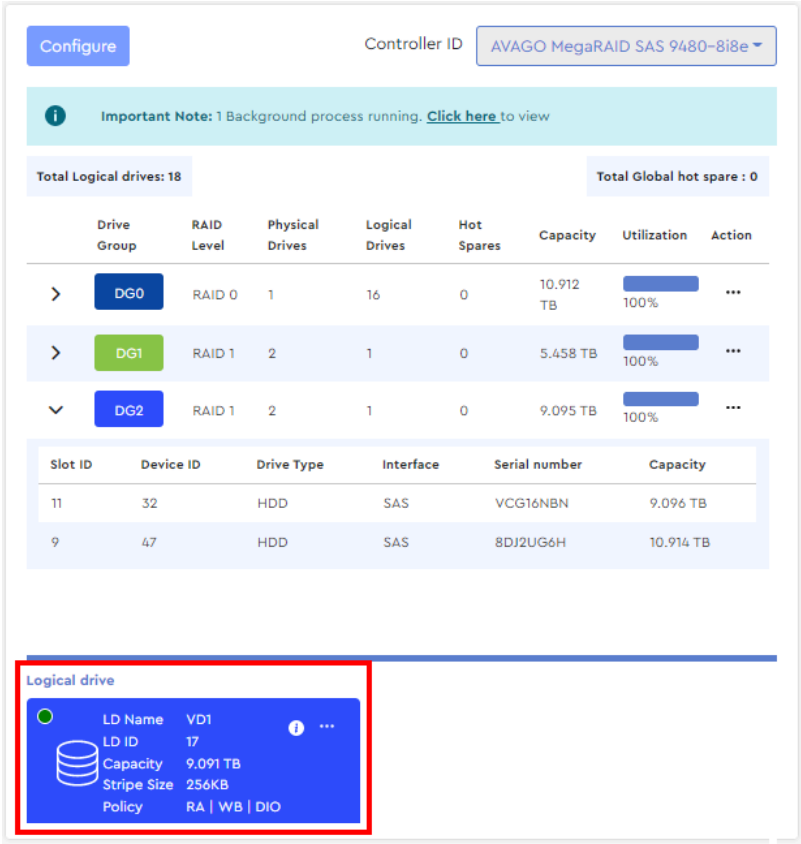 Configure
Controller ID
AVAGO MegaRAID SAS 9480-8i8e
Important Note: 1 Background process running. Click here to view
Total Logical drives: 18
Total Global hot spare : 0
Drive Group RAID Level Physical Drives Logical Drives Hot Spares Capacity Utilization Action
DG0 RAID 0 1 16 0 10.912 TB 100% ...
DG1 RAID 1 2 1 0 5.458 TB 100% ...
DG2 RAID 1 2 1 0 9.095 TB 100% ...
Slot ID Device ID Drive Type Interface Serial number Capacity
11 32 HDD SAS VCG16NBN 9.096 TB
9 47 HDD SAS 8DJ2UG6H 10.914 TB
Logical drive
LD Name VD1
LD ID 17
Capacity 9.091 TB
Stripe Size 256KB
Policy RA | WB | DIO